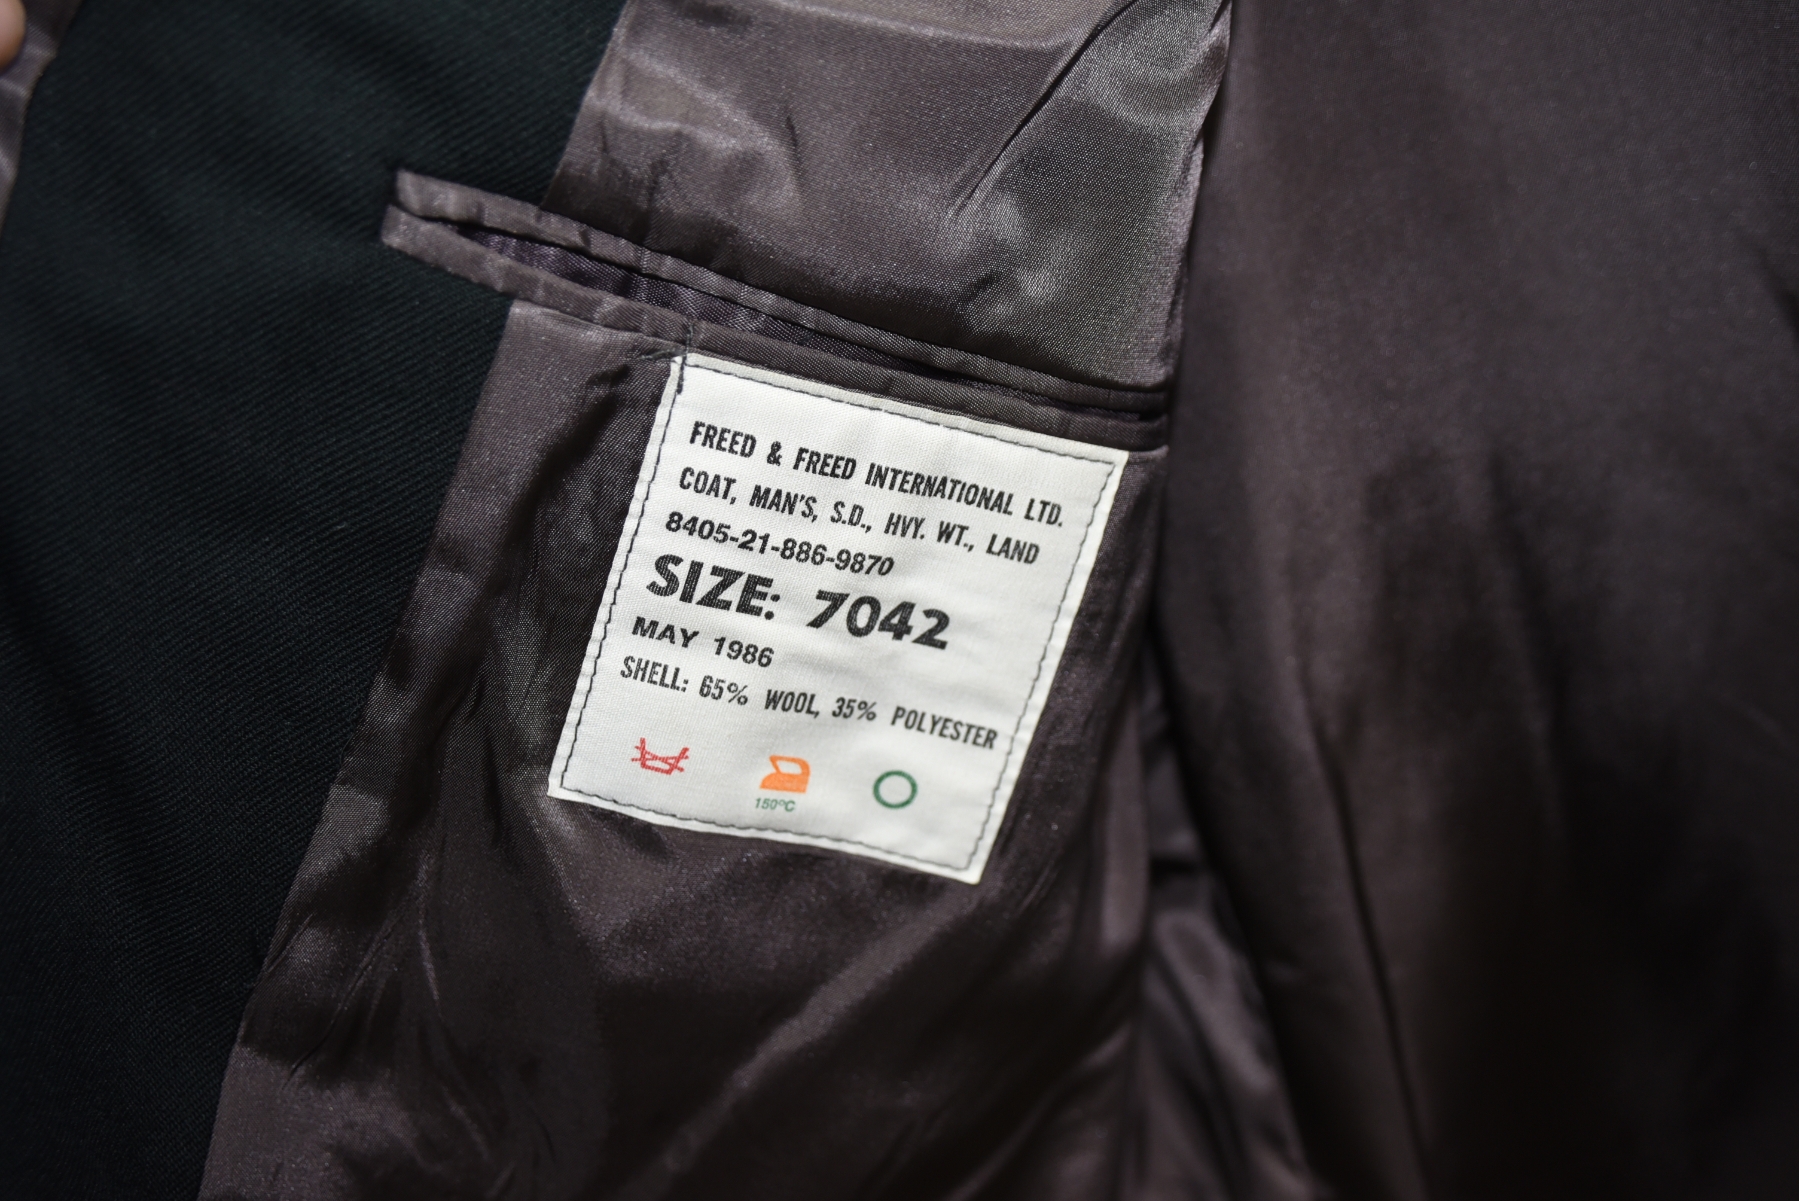 FREED & FREED INTERNATIONAL LTD.
COAT, MAN'S, S.D., HVY. WT., LAND
8405-21-886-9870
SIZE: 7042
MAY 1986
SHELL: 65% WOOL, 35% POLYESTER
150°C